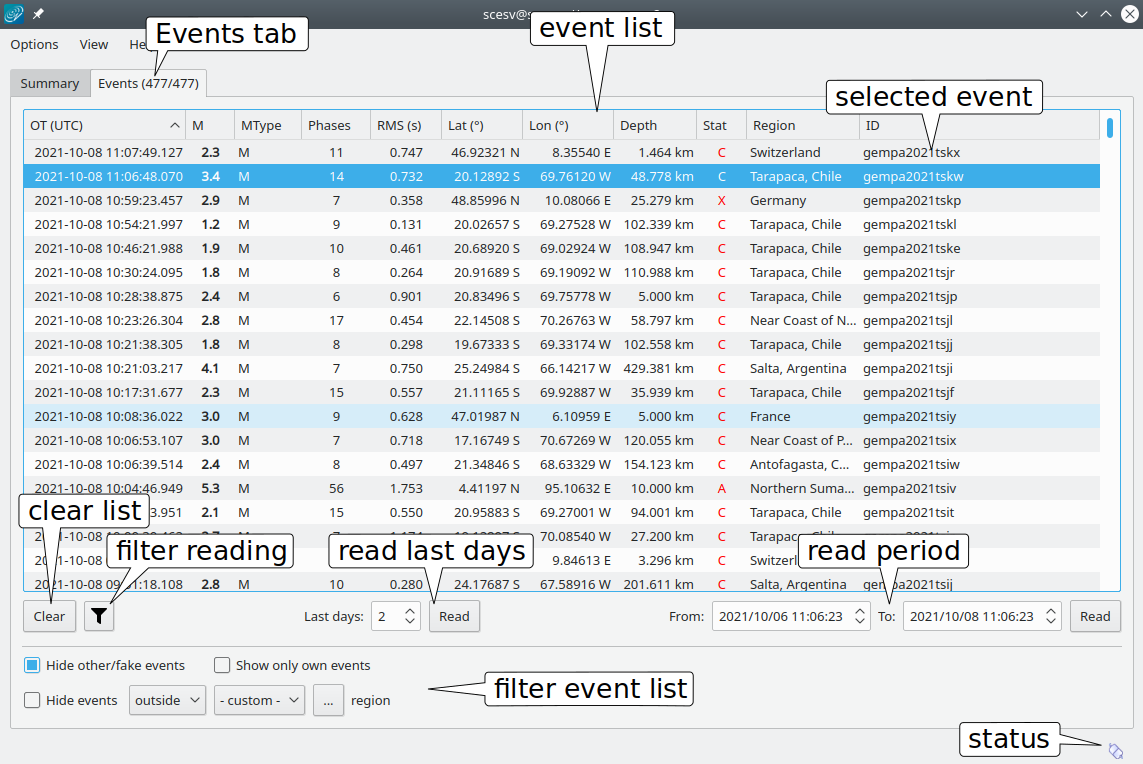 scesv@s
Options View He
Events tab
event list
Summary Events (477/477)
selected event
OT (UTC) M MType Phases RMS (s) Lat (°) Lon (°) Depth Stat Region ID
2021-10-08 11:07:49.127 2.3 M 11 0.747 46.92321 N 8.35540 E 1.464 km C Switzerland gempa2021tskx
2021-10-08 11:06:48.070 3.4 M 14 0.732 20.12892 S 69.76120 W 48.778 km C Tarapaca, Chile gempa2021tskw
2021-10-08 10:59:23.457 2.9 M 7 0.358 48.85996 N 10.08066 E 25.279 km X Germany gempa2021tskp
2021-10-08 10:54:21.997 1.2 M 9 0.131 20.02657 S 69.27528 W 102.339 km C Tarapaca, Chile gempa2021tskl
2021-10-08 10:46:21.988 1.9 M 10 0.461 20.68920 S 69.02924 W 108.947 km C Tarapaca, Chile gempa2021tske
2021-10-08 10:30:24.095 1.8 M 8 0.264 20.91689 S 69.19092 W 110.988 km C Tarapaca, Chile gempa2021tsjr
2021-10-08 10:28:38.875 2.4 M 6 0.901 20.83496 S 69.75778 W 5.000 km C Tarapaca, Chile gempa2021tsjp
2021-10-08 10:23:26.304 2.8 M 17 0.454 22.14508 S 70.26763 W 58.797 km C Near Coast of N... gempa2021tsjl
2021-10-08 10:21:38.305 1.8 M 8 0.298 19.67333 S 69.33174 W 102.558 km C Tarapaca, Chile gempa2021tsjj
2021-10-08 10:21:03.217 4.1 M 7 0.750 25.24984 S 66.14217 W 429.381 km C Salta, Argentina gempa2021tsji
2021-10-08 10:17:31.677 2.3 M 15 0.557 21.11165 S 69.92887 W 35.939 km C Tarapaca, Chile gempa2021tsjf
2021-10-08 10:08:36.022 3.0 M 9 0.628 47.01987 N 6.10959 E 5.000 km C France gempa2021tsiy
2021-10-08 10:06:53.107 3.0 M 7 0.718 17.16749 S 70.67269 W 120.055 km C Near Coast of P... gempa2021tsix
2021-10-08 10:06:39.514 2.4 M 8 0.497 21.34846 S 68.63329 W 154.123 km C Antofagasta, C... gempa2021tsiw
2021-10-08 10:04:46.949 5.3 M 56 1.753 4.41197 N 95.10632 E 10.000 km A Northern Suma... gempa2021tsiv
clear list
3.951 2.1 M 15 0.550 20.95883 S 69.27001 W 94.001 km C Tarapaca, Chile gempa2021tsit
70.08540 W 27.200 km C
filter reading
read last days
read period
2021-10-0 9.84613 E 3.296 km C Switzerl
2021-10-08 09: 1:18.108 2.8 M 10 0.280 24.17687 S 67.58916 W 201.611 km C Salta, Argentina gempa2021tsij
Clear Last days: 2 Read From: 2021/10/06 11:06:23 To: 2021/10/08 11:06:23 Read
Hide other/fake events Show only own events
Hide events outside - custom - ... region
filter event list
status